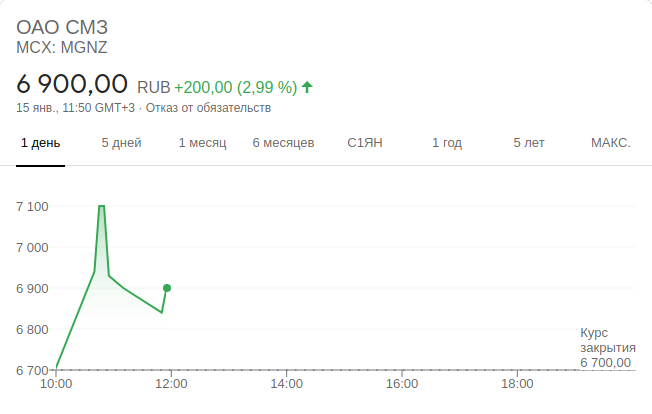 ОАО СМЗ
MCX: MGNZ
6 900,00 RUB +200,00 (2,99 %)
15 янв., 11:50 GMT+3 · Отказ от обязательств
1 день 5 дней 1 месяц 6 месяцев С1ЯН 1 год 5 лет МАКС.
7 100
7 000
6 900
6 800
6 700
Курс
закрытия
6 700,00
10:00 12:00 14:00 16:00 18:00